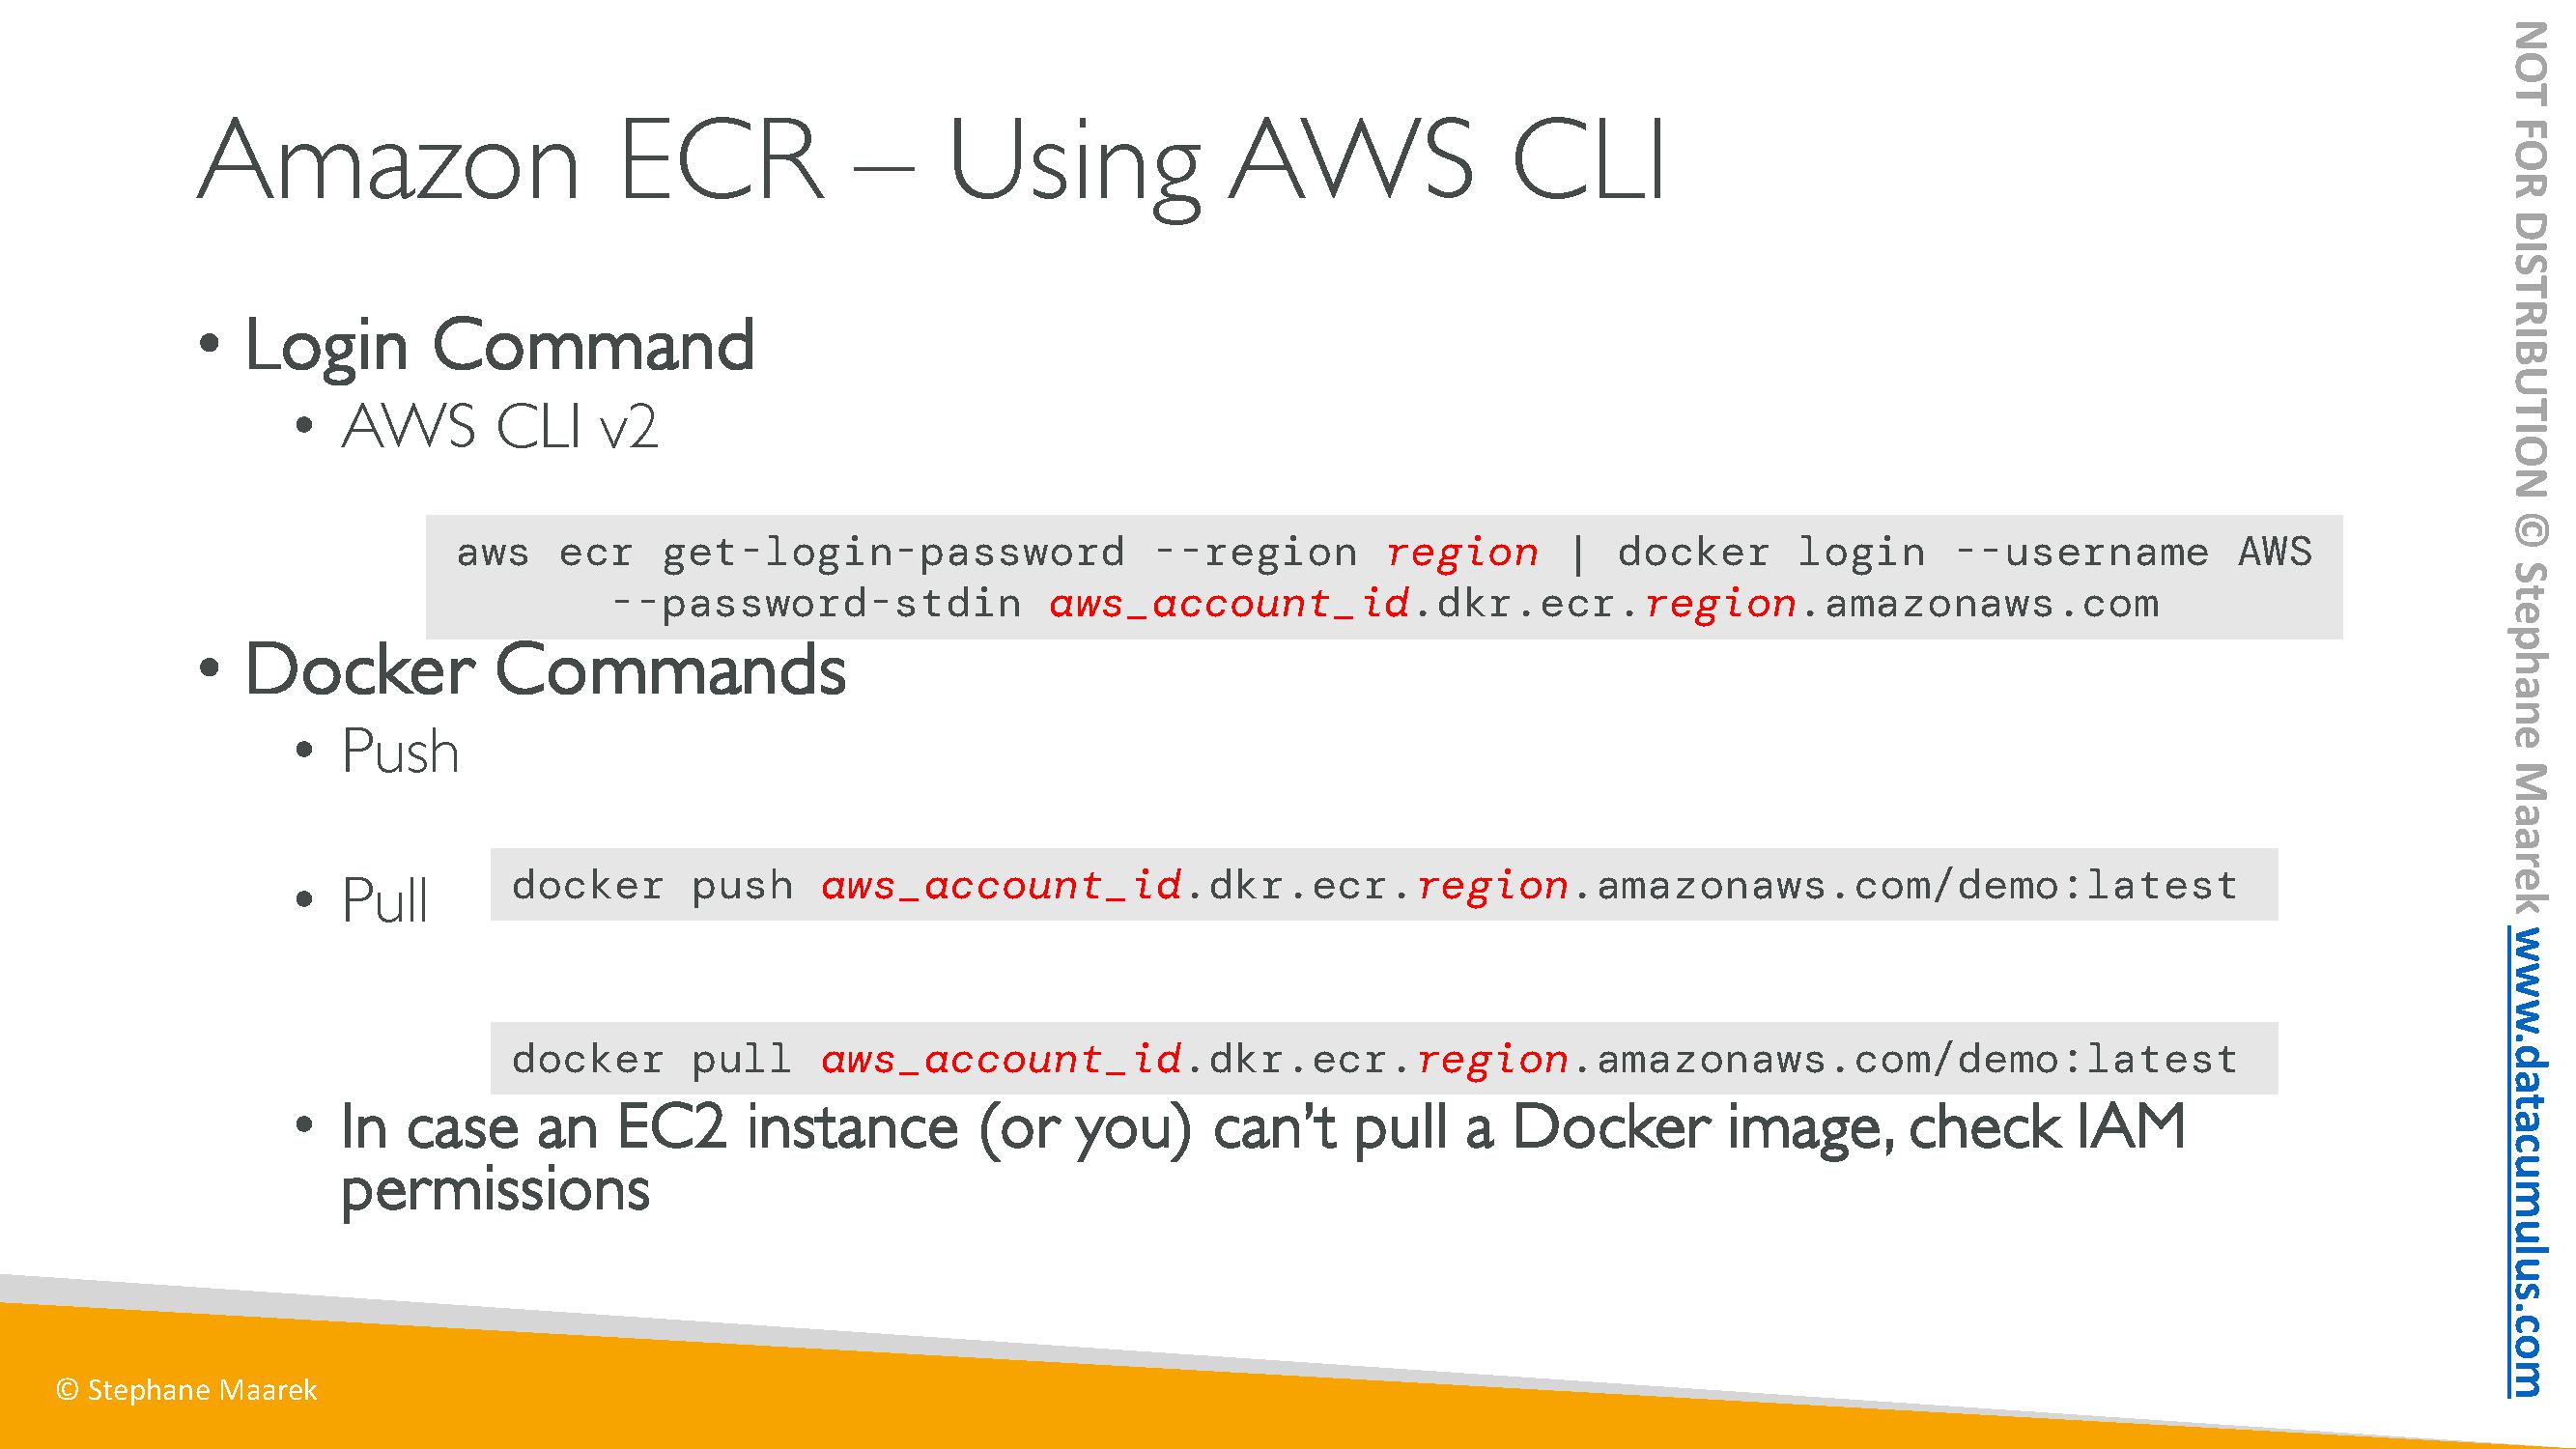 Amazon ECR – Using AWS CLI
• Login Command
• AWS CLI v2
aws ecr get-login-password --region region | docker login --username AWS
--password-stdin aws_account_id.dkr.ecr.region.amazonaws.com
• Docker Commands
• Push
docker push aws_account_id.dkr.ecr.region.amazonaws.com/demo:latest
• Pull
docker pull aws_account_id.dkr.ecr.region.amazonaws.com/demo:latest
• In case an EC2 instance (or you) can’t pull a Docker image, check IAM
permissions
© Stephane Maarek
NOT FOR DISTRIBUTION © Stephane Maarek www.datacumulus.com